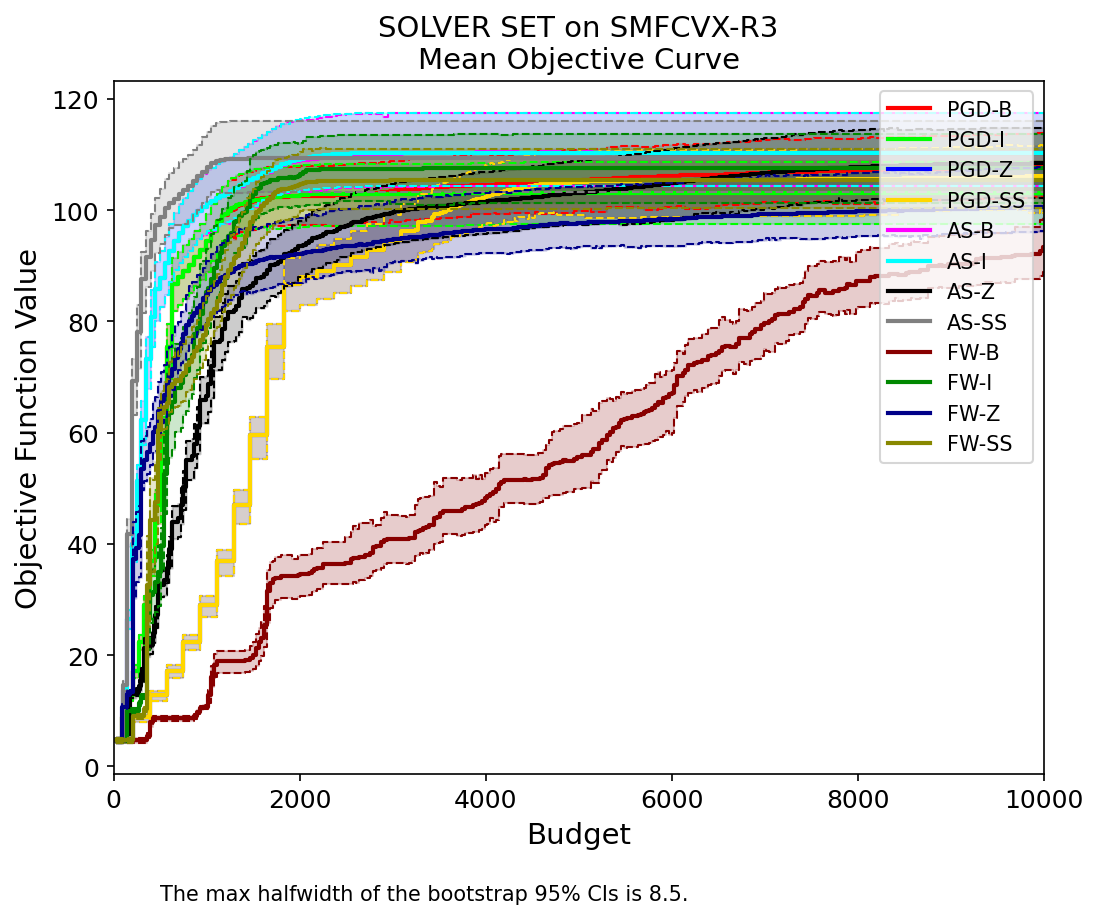 SOLVER SET on SMFCVX-R3
Mean Objective Curve
Objective Function Value
120
100
80
60
40
20
0
0 2000 4000 6000 8000 10000
Budget
PGD-B
PGD-I
PGD-Z
PGD-SS
AS-B
AS-I
AS-Z
AS-SS
FW-B
FW-I
FW-Z
FW-SS
The max halfwidth of the bootstrap 95% CIs is 8.5.